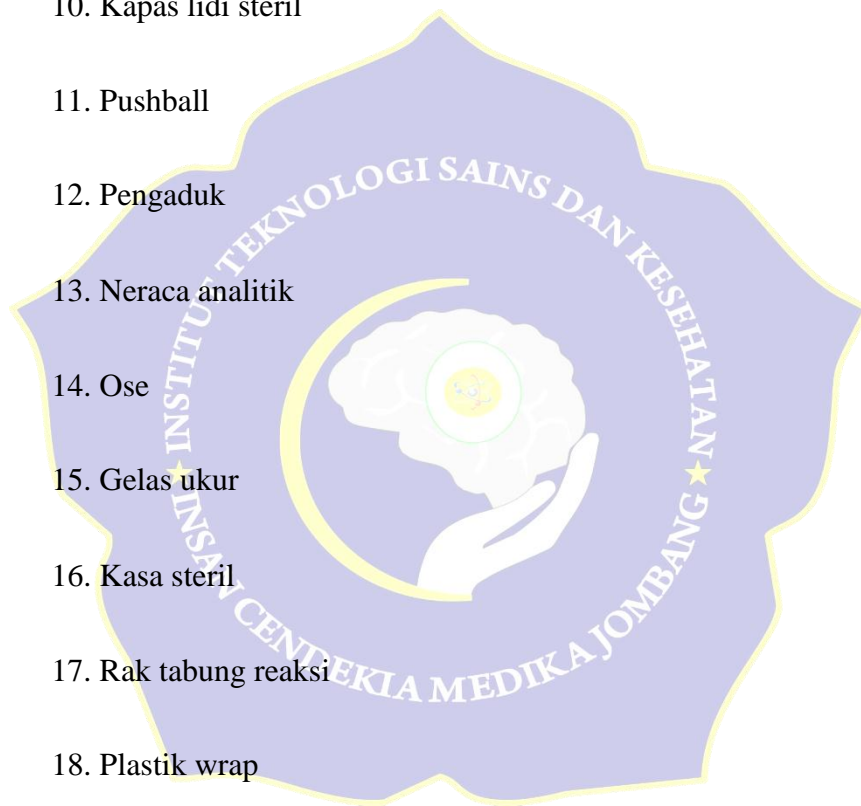 10. Kapas lidi steril
11. Pushball
12. Pengaduk
13. Neraca analitik
14. Ose
15. Gelas ukur
16. Kasa steril
17. Rak tabung reaksi
18. Plastik wrap
INSTITUT TEKNOLOGI SAINS DAN KESEHATAN
INSAN CENDEKIA MEDIKA JOMBANG